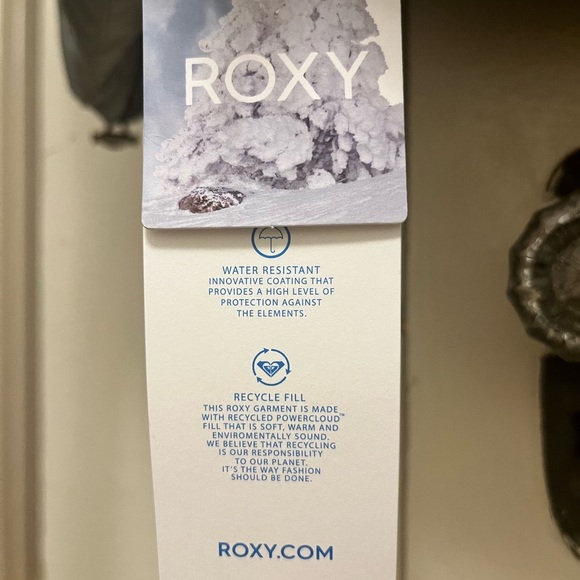 ROXY
WATER RESISTANT
INNOVATIVE COATING THAT
PROVIDES A HIGH LEVEL OF
PROTECTION AGAINST
THE ELEMENTS.
RECYCLE FILL
THIS ROXY GARMENT IS MADE
WITH RECYCLED POWERCLOUD™
FILL THAT IS SOFT, WARM AND
ENVIROMENTALLY SOUND.
WE BELIEVE THAT RECYCLING
IS OUR RESPONSIBILITY
TO OUR PLANET.
IT'S THE WAY FASHION
SHOULD BE DONE.
ROXY.COM